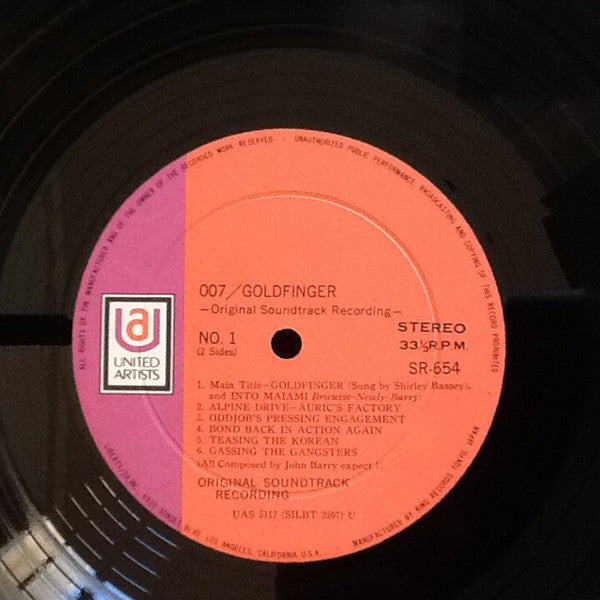 ALL RIGHTS OF THE MANUFACTURER AND OF THE OWNER OF THE RECORDED WORK RESERVED. · UNAUTHORIZED PUBLIC PERFORMANCE, BROADCASTING AND COPYING OF THIS RECORD PROHIBITED
007/GOLDFINGER
—Original Soundtrack Recording—
NO. 1
(2 Sides)
STEREO
33⅓R.P.M.
SR-654
UA
UNITED
ARTISTS
1. Main Title—GOLDFINGER (Sung by Shirley Bassey),
and INTO MAIAMI Bricusse-Newly-Barry)
2. ALPINE DRIVE—AURIC'S FACTORY
3. ODDJOB'S PRESSING ENGAGEMENT
4. BOND BACK IN ACTION AGAIN
5. TEASING THE KOREAN
6. GASSING THE GANGSTERS
(All Composed by John Barry expect 1)
ORIGINAL SOUNDTRACK
RECORDING
UAS 5117 (SILBT 3597) U
BLVD. LOS ANGELES, CALIFORNIA U.S.A.
MANUFACTURED BY KING RECORDS TOKYO, JAPAN